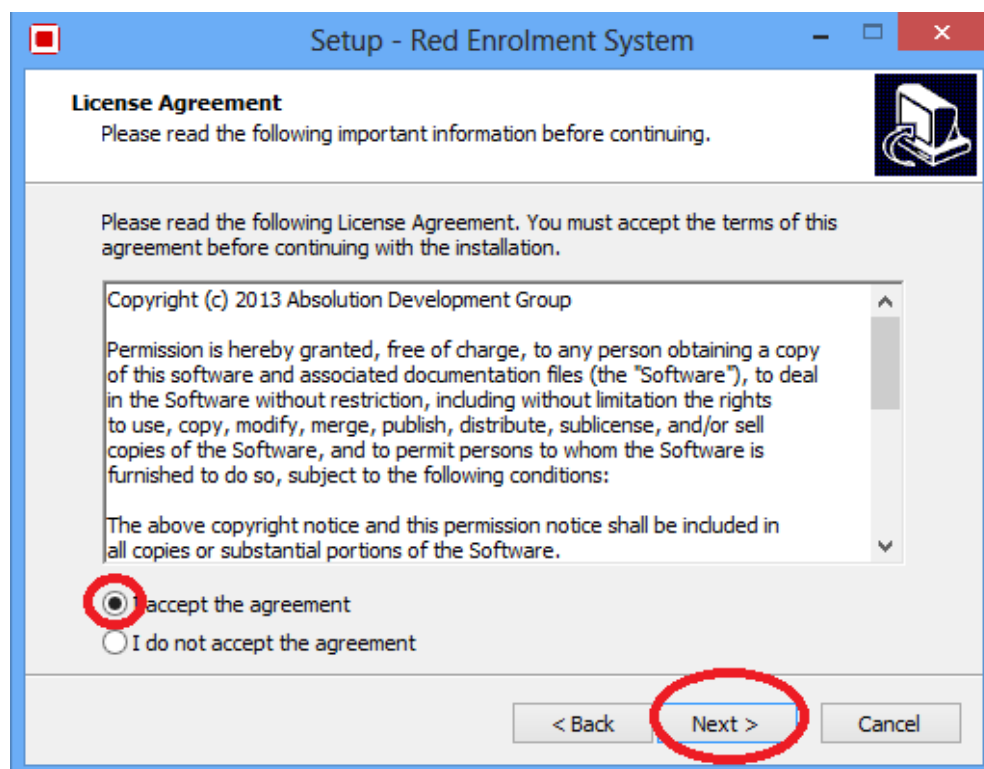 Setup - Red Enrolment System
License Agreement
Please read the following important information before continuing.
Please read the following License Agreement. You must accept the terms of this
agreement before continuing with the installation.
Copyright (c) 2013 Absolution Development Group
Permission is hereby granted, free of charge, to any person obtaining a copy
of this software and associated documentation files (the "Software"), to deal
in the Software without restriction, including without limitation the rights
to use, copy, modify, merge, publish, distribute, sublicense, and/or sell
copies of the Software, and to permit persons to whom the Software is
furnished to do so, subject to the following conditions:
The above copyright notice and this permission notice shall be included in
all copies or substantial portions of the Software.
I accept the agreement
I do not accept the agreement
< Back
Next >
Cancel